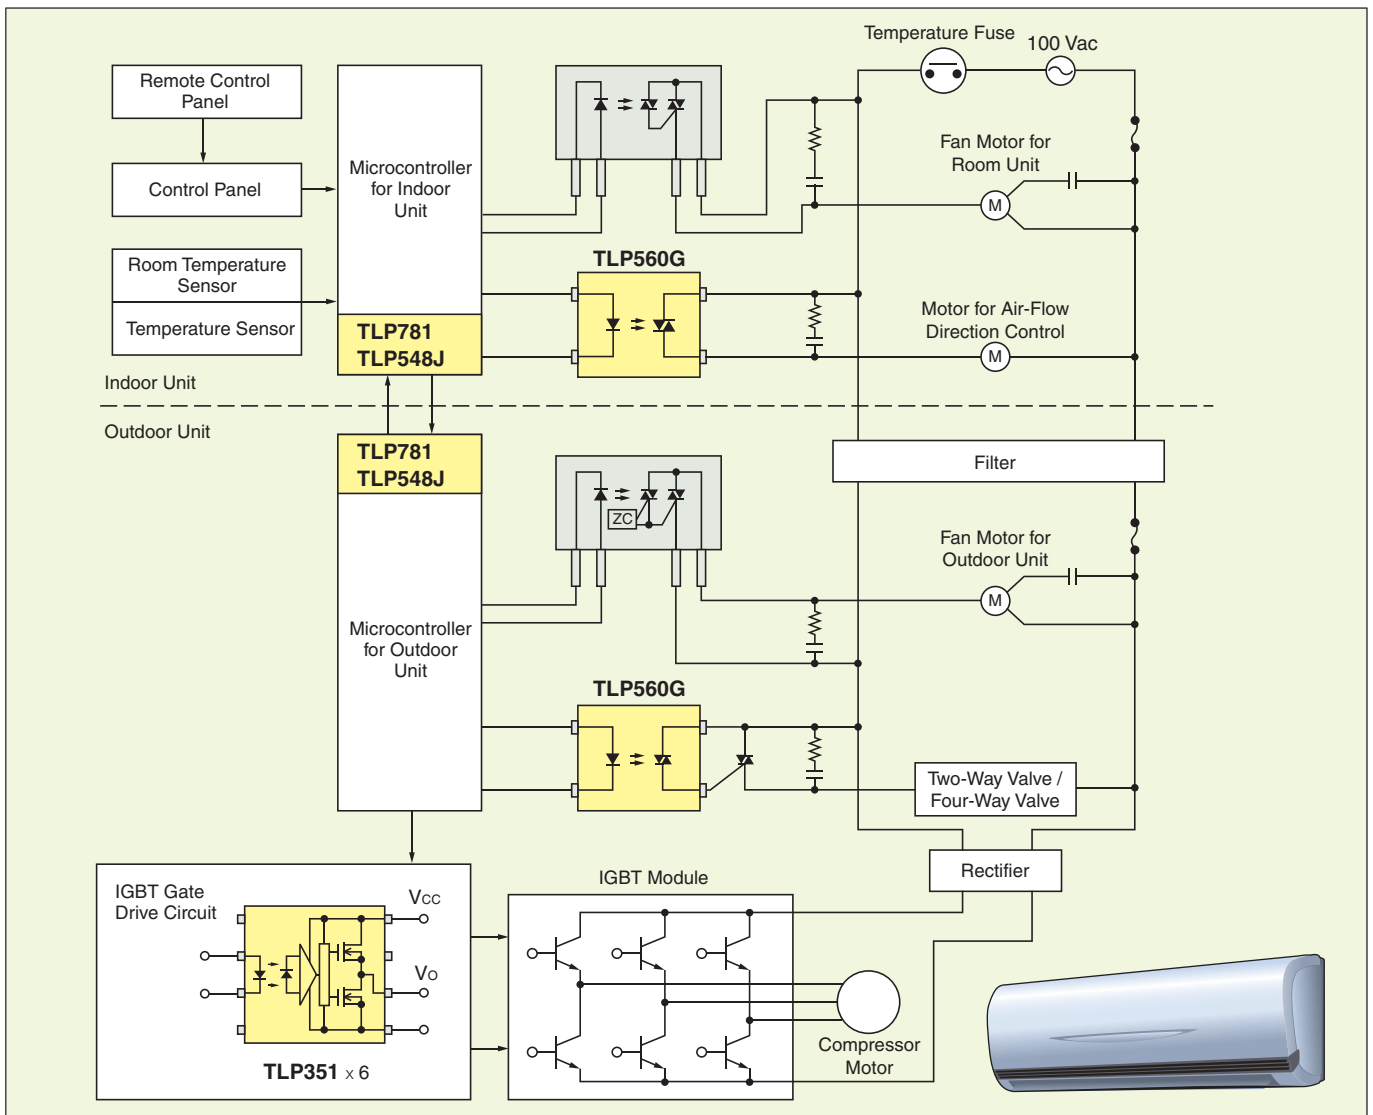 Temperature Fuse
100 Vac
Remote Control
Panel
Control Panel
Microcontroller
for Indoor
Unit
Fan Motor for
Room Unit
M
Room Temperature
Sensor
Temperature Sensor
TLP560G
Motor for Air-Flow
Direction Control
M
TLP781
TLP548J
Indoor Unit
Outdoor Unit
TLP781
TLP548J
Filter
ZC
Fan Motor for
Outdoor Unit
M
Microcontroller
for Outdoor
Unit
TLP560G
Two-Way Valve /
Four-Way Valve
Rectifier
IGBT Gate
Drive Circuit
VCC
VO
TLP351 x 6
IGBT Module
Compressor
Motor